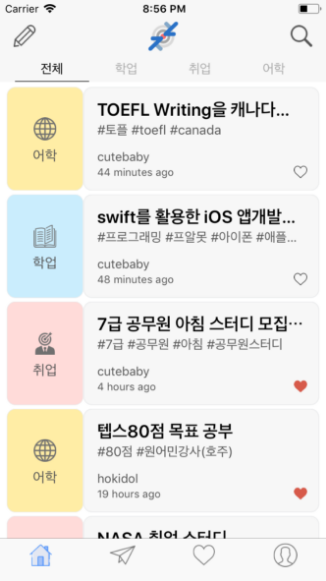 Carrier 8:56 PM
전체 학업 취업 어학
TOEFL Writing을 캐나다...
#토플 #toefl #canada
어학
cutebaby
44 minutes ago
swift를 활용한 iOS 앱개발...
#프로그래밍 #프알못 #아이폰 #애플...
학업
cutebaby
48 minutes ago
7급 공무원 아침 스터디 모집...
#7급 #공무원 #아침 #공무원스터디
취업
cutebaby
4 hours ago
텝스80점 목표 공부
#80점 #원어민강사(호주)
어학
hokidol
19 hours ago
NASA 취업 스터디